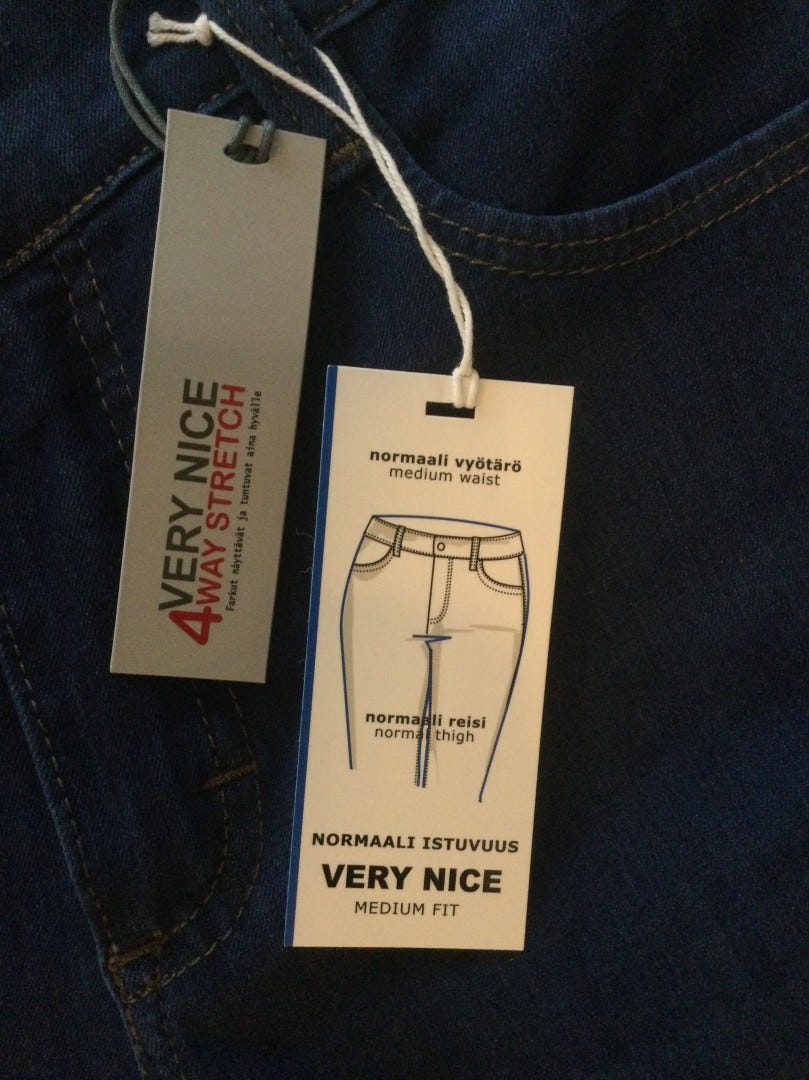 VERY NICE
4WAY STRETCH
Farkut näyttävät ja tuntuvat aina hyvälle
normaali vyötärö
medium waist
normaali reisi
normal thigh
NORMAALI ISTUVUUS
VERY NICE
MEDIUM FIT